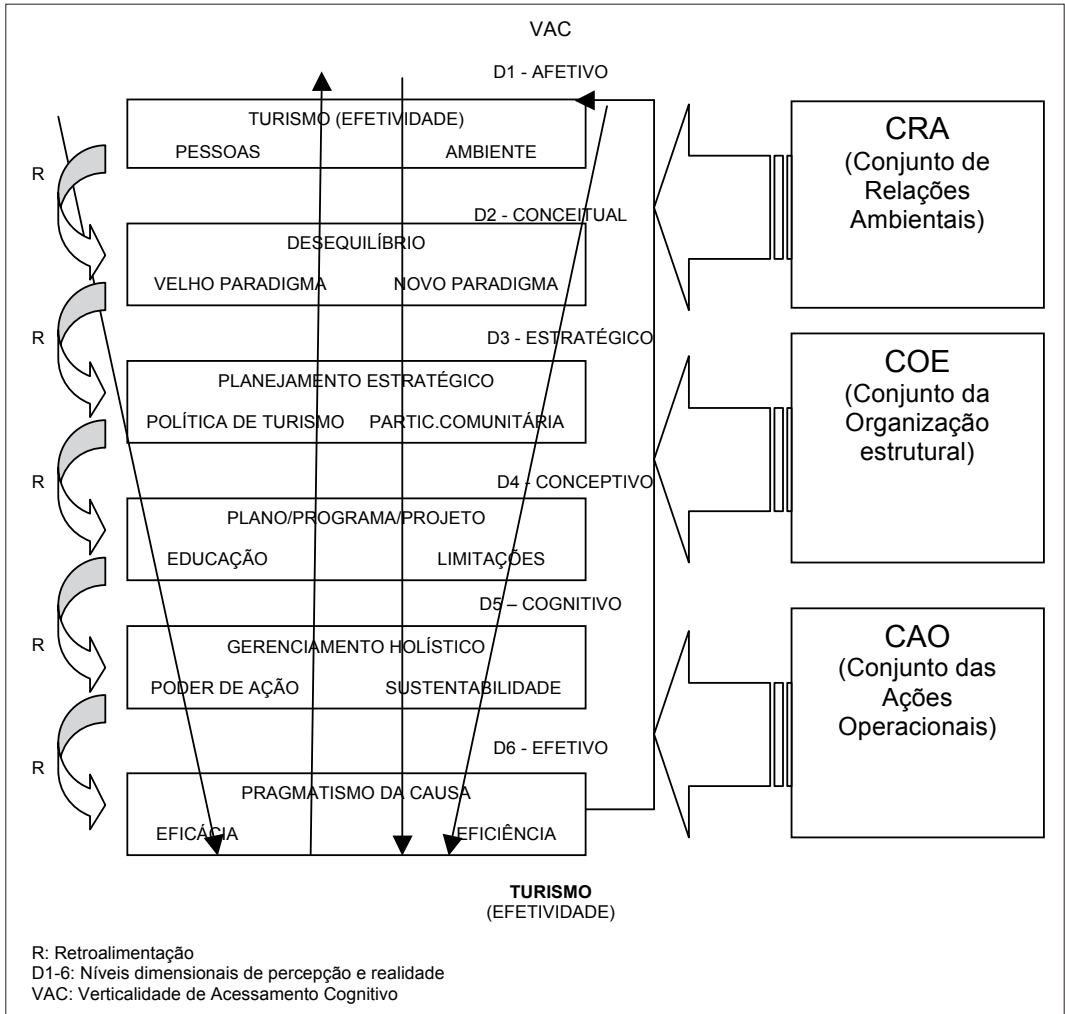 VAC
D1 - AFETIVO
TURISMO (EFETIVIDADE)
PESSOAS AMBIENTE
R
D2 - CONCEITUAL
DESEQUILÍBRIO
VELHO PARADIGMA NOVO PARADIGMA
R
D3 - ESTRATÉGICO
PLANEJAMENTO ESTRATÉGICO
POLÍTICA DE TURISMO PARTIC.COMUNITÁRIA
R
D4 - CONCEPTIVO
PLANO/PROGRAMA/PROJETO
EDUCAÇÃO LIMITAÇÕES
D5 – COGNITIVO
R
GERENCIAMENTO HOLÍSTICO
PODER DE AÇÃO SUSTENTABILIDADE
D6 - EFETIVO
R
PRAGMATISMO DA CAUSA
EFICÁCIA EFICIÊNCIA
TURISMO
(EFETIVIDADE)
CRA
(Conjunto de
Relações
Ambientais)
COE
(Conjunto da
Organização
estrutural)
CAO
(Conjunto das
Ações
Operacionais)
R: Retroalimentação
D1-6: Níveis dimensionais de percepção e realidade
VAC: Verticalidade de Acessamento Cognitivo